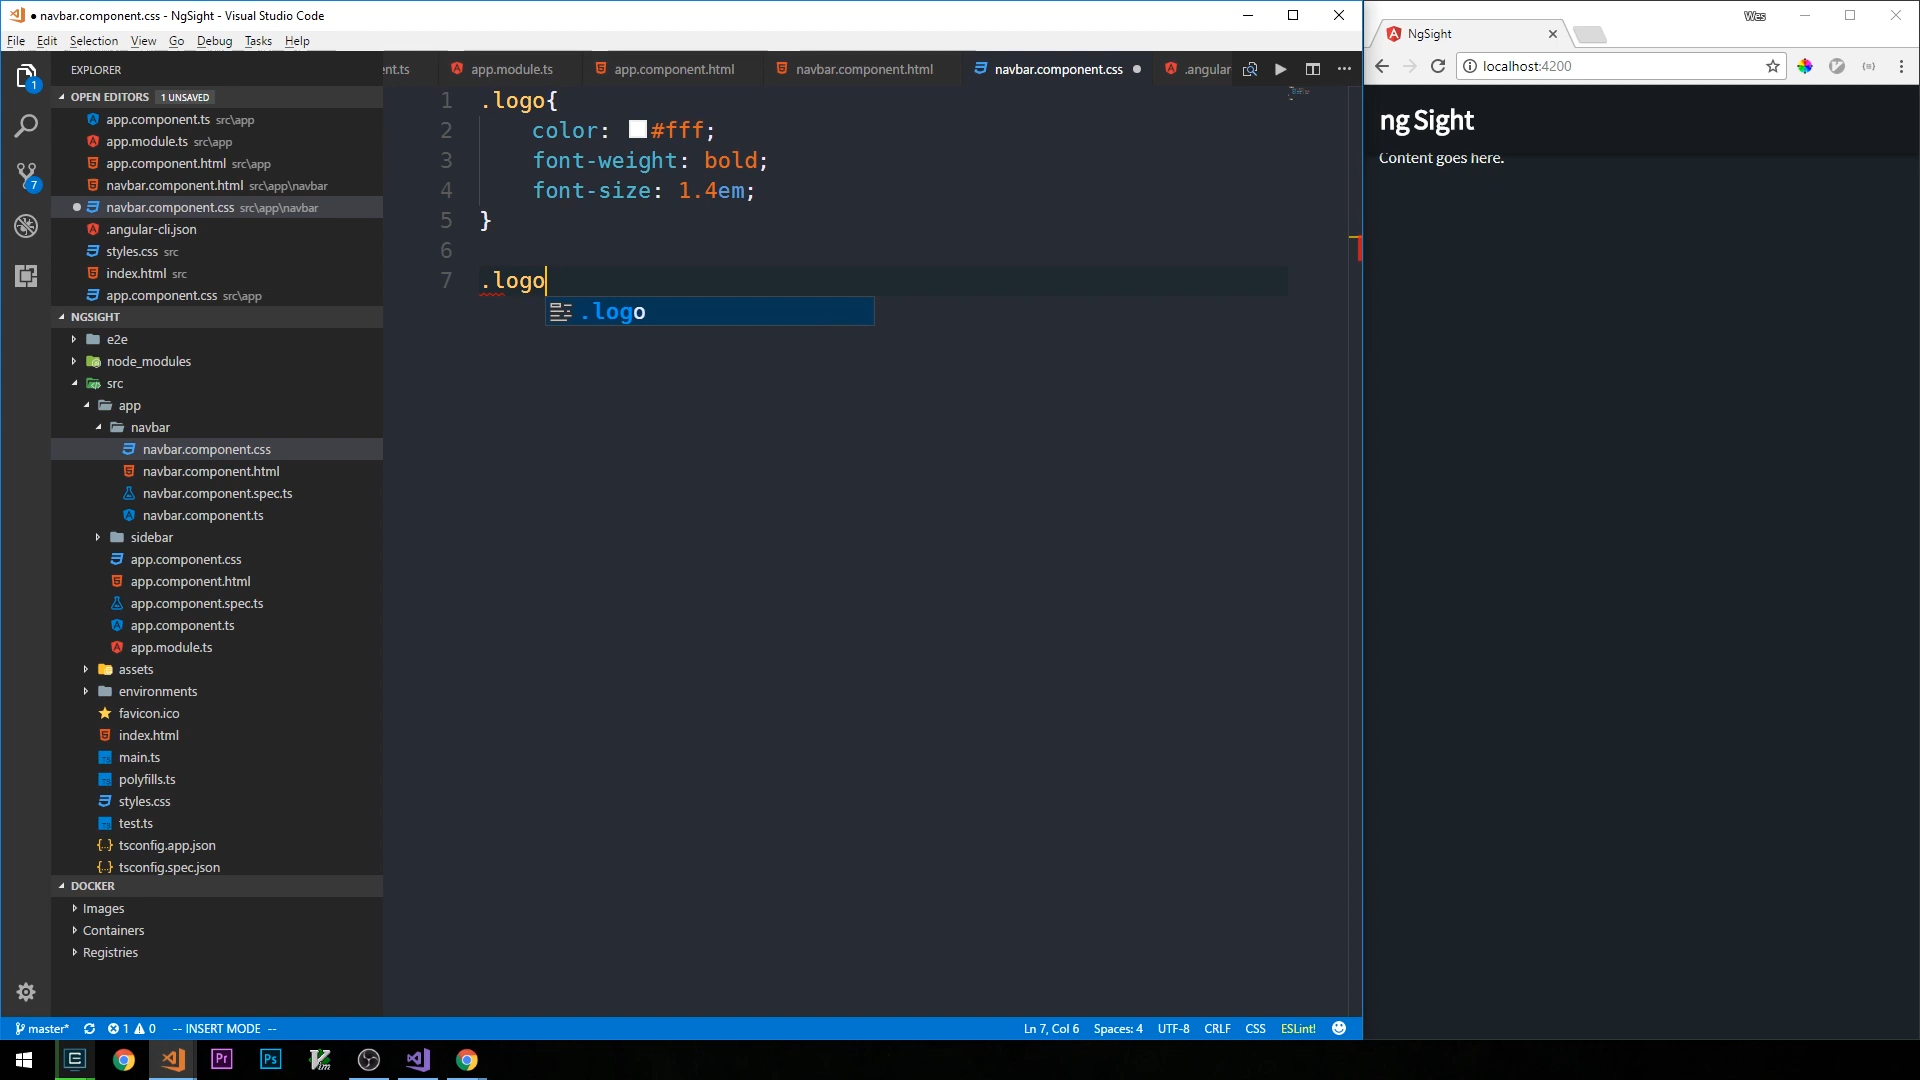 ● navbar.component.css - NgSight - Visual Studio Code
File Edit Selection View Go Debug Tasks Help
EXPLORER
OPEN EDITORS 1 UNSAVED
app.component.ts src\app
app.module.ts src\app
app.component.html src\app
navbar.component.html src\app\navbar
navbar.component.css src\app\navbar
.angular-cli.json
styles.css src
index.html src
app.component.css src\app
NGSIGHT
e2e
node_modules
src
app
navbar
navbar.component.css
navbar.component.html
navbar.component.spec.ts
navbar.component.ts
sidebar
app.component.css
app.component.html
app.component.spec.ts
app.component.ts
app.module.ts
assets
environments
favicon.ico
index.html
main.ts
polyfills.ts
styles.css
test.ts
tsconfig.app.json
tsconfig.spec.json
DOCKER
Images
Containers
Registries
1
7
nt.ts app.module.ts app.component.html navbar.component.html navbar.component.css .angular
1 .logo{
2 color: #fff;
3 font-weight: bold;
4 font-size: 1.4em;
5 }
6
7 .logo
.logo
master* 1 0 -- INSERT MODE --
Ln 7, Col 6 Spaces: 4 UTF-8 CRLF CSS ESLint!
Pr Ps Vim
Wes
NgSight
localhost:4200
ng Sight
Content goes here.